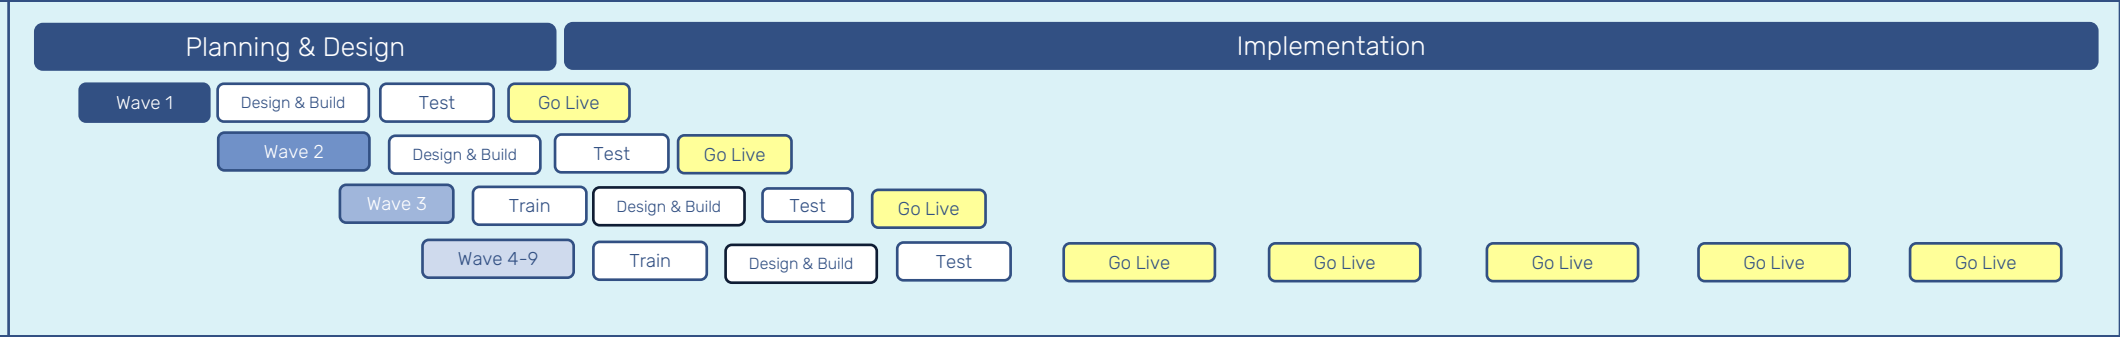 Planning & Design
Implementation
Wave 1
Design & Build
Test
Go Live
Wave 2
Design & Build
Test
Go Live
Wave 3
Train
Design & Build
Test
Go Live
Wave 4-9
Train
Design & Build
Test
Go Live
Go Live
Go Live
Go Live
Go Live